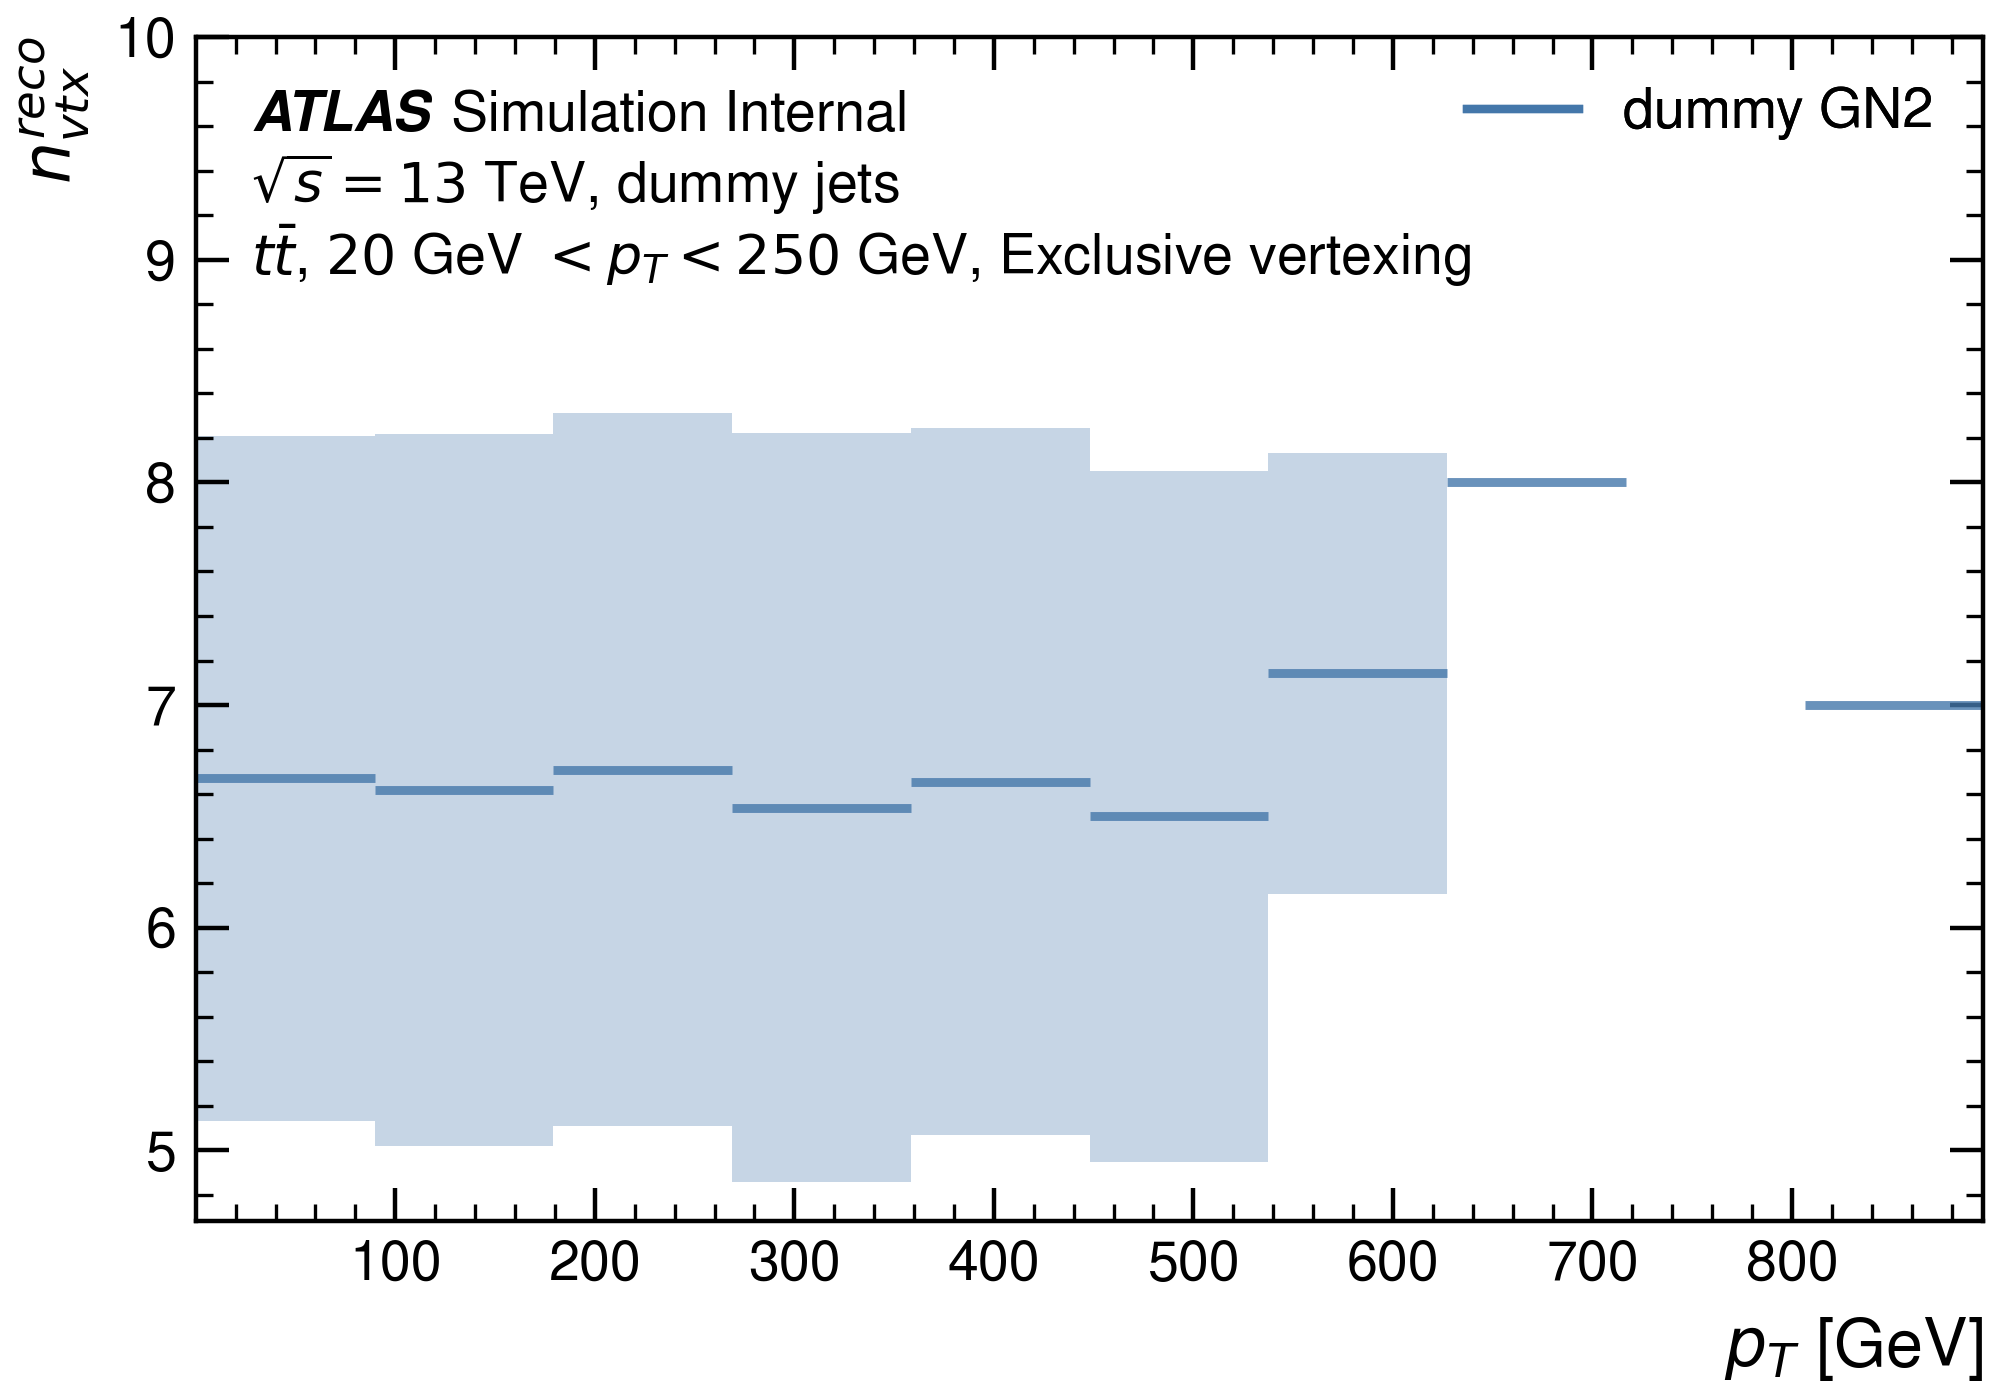 ATLAS Simulation Internal
√s = 13 TeV, dummy jets
tt̄, 20 GeV < p_T < 250 GeV, Exclusive vertexing
dummy GN2
n_vtx^reco
10
9
8
7
6
5
100 200 300 400 500 600 700 800
p_T [GeV]